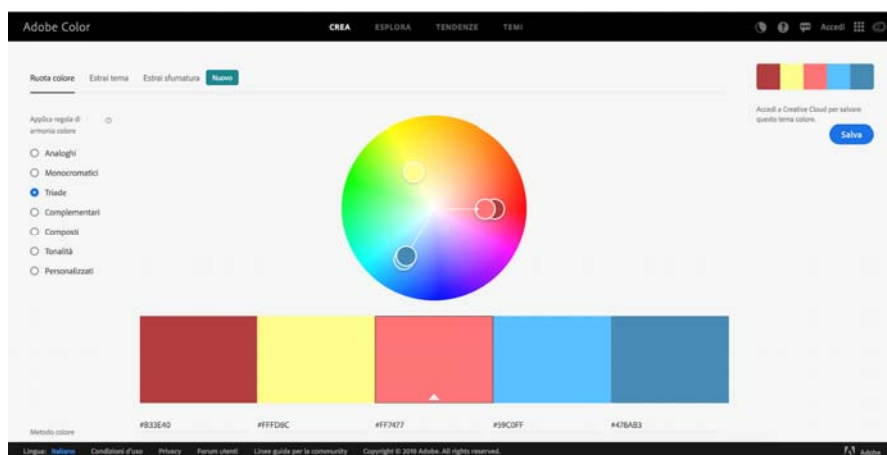 Adobe Color
CREA ESPLORA TENDENZE TEMI
Accedi
Ruota colore Estrai tema Estrai sfumatura Nuovo
Applica regola di
armonia colore
Analoghi
Monocromatici
Triade
Complementari
Composti
Tonalità
Personalizzati
Accedi a Creative Cloud per salvare
questo tema colore.
Salva
#B33E40 #FFFD8C #FF7477 #59C0FF #478AB3
Metodo colore
Lingua: Italiano Condizioni d'uso Privacy Forum utenti Linee guida per la community Copyright © 2019 Adobe. All rights reserved.
Adobe